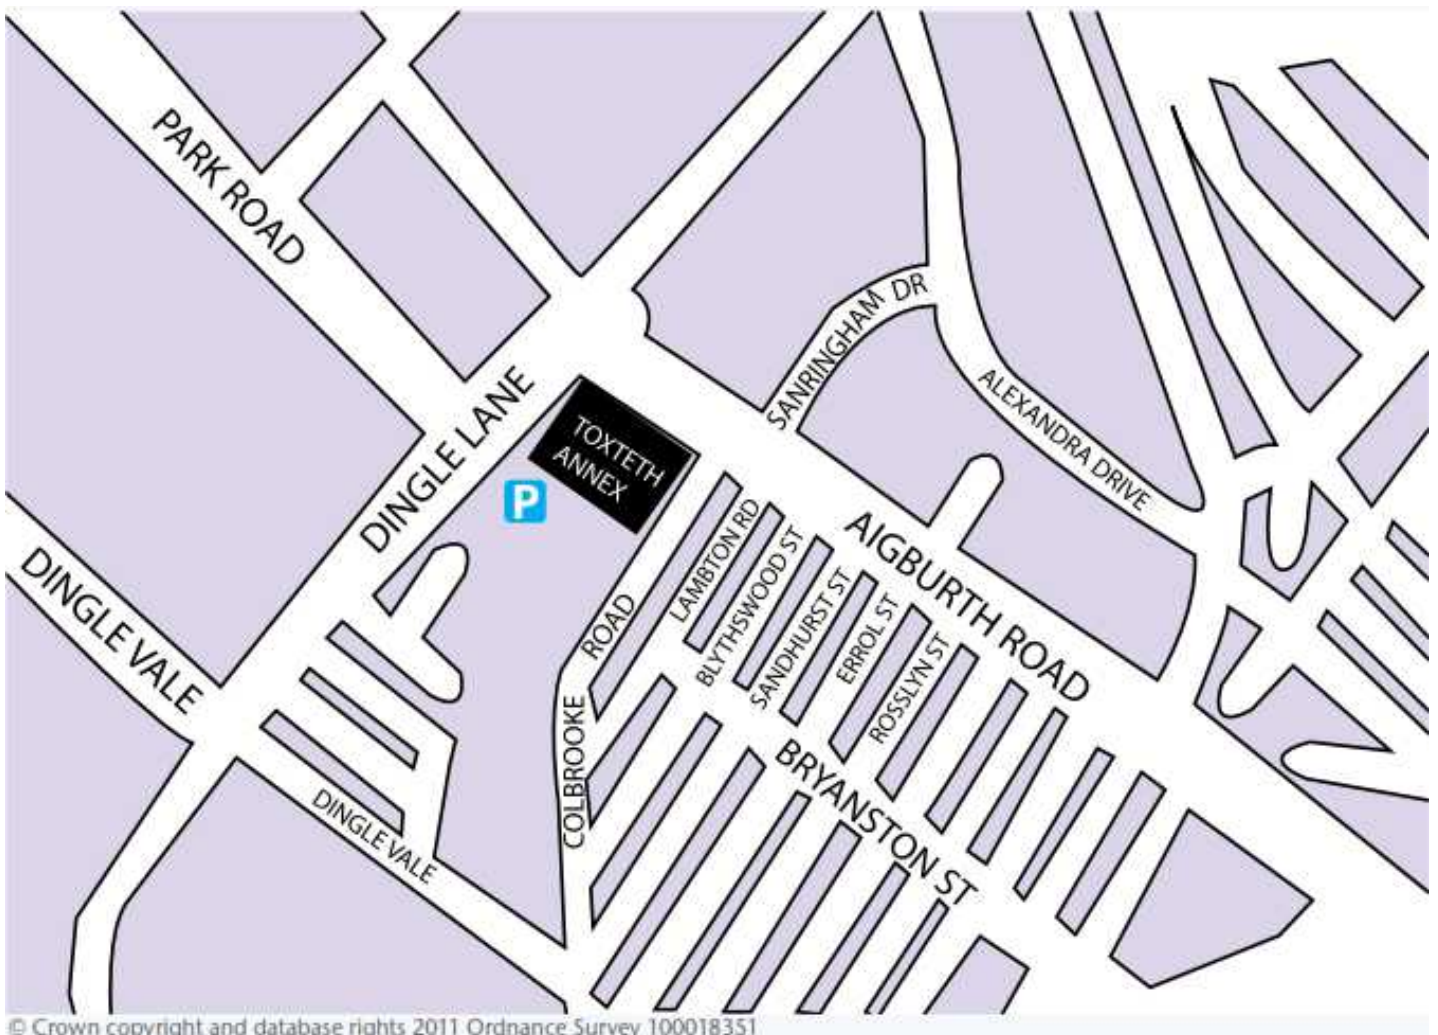 PARK ROAD
SANRINGHAM DR
ALEXANDRA DRIVE
DINGLE LANE
TOXTETH
ANNEX
P
AIGBURTH ROAD
LAMBTON RD
BLYTHSWOOD ST
SANDHURST ST
ERROL ST
ROSSLYN ST
DINGLE VALE
COLBROOKE ROAD
BRYANSTON ST
DINGLE VALE
© Crown copyright and database rights 2011 Ordnance Survey 100018351